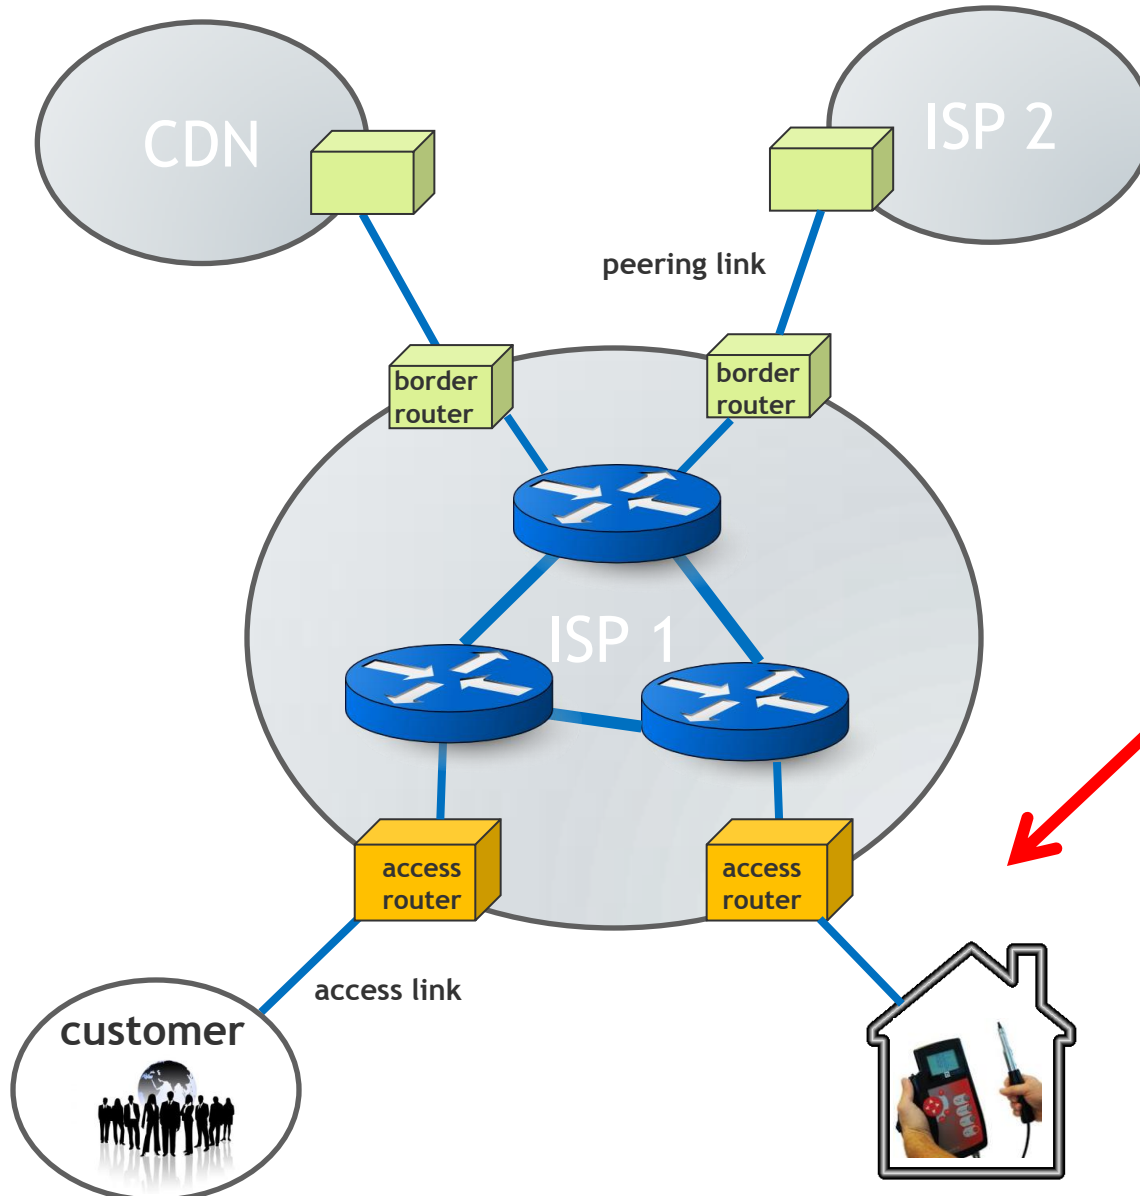 CDN
ISP 2
peering link
border
router
border
router
ISP 1
access
router
access
router
access link
customer